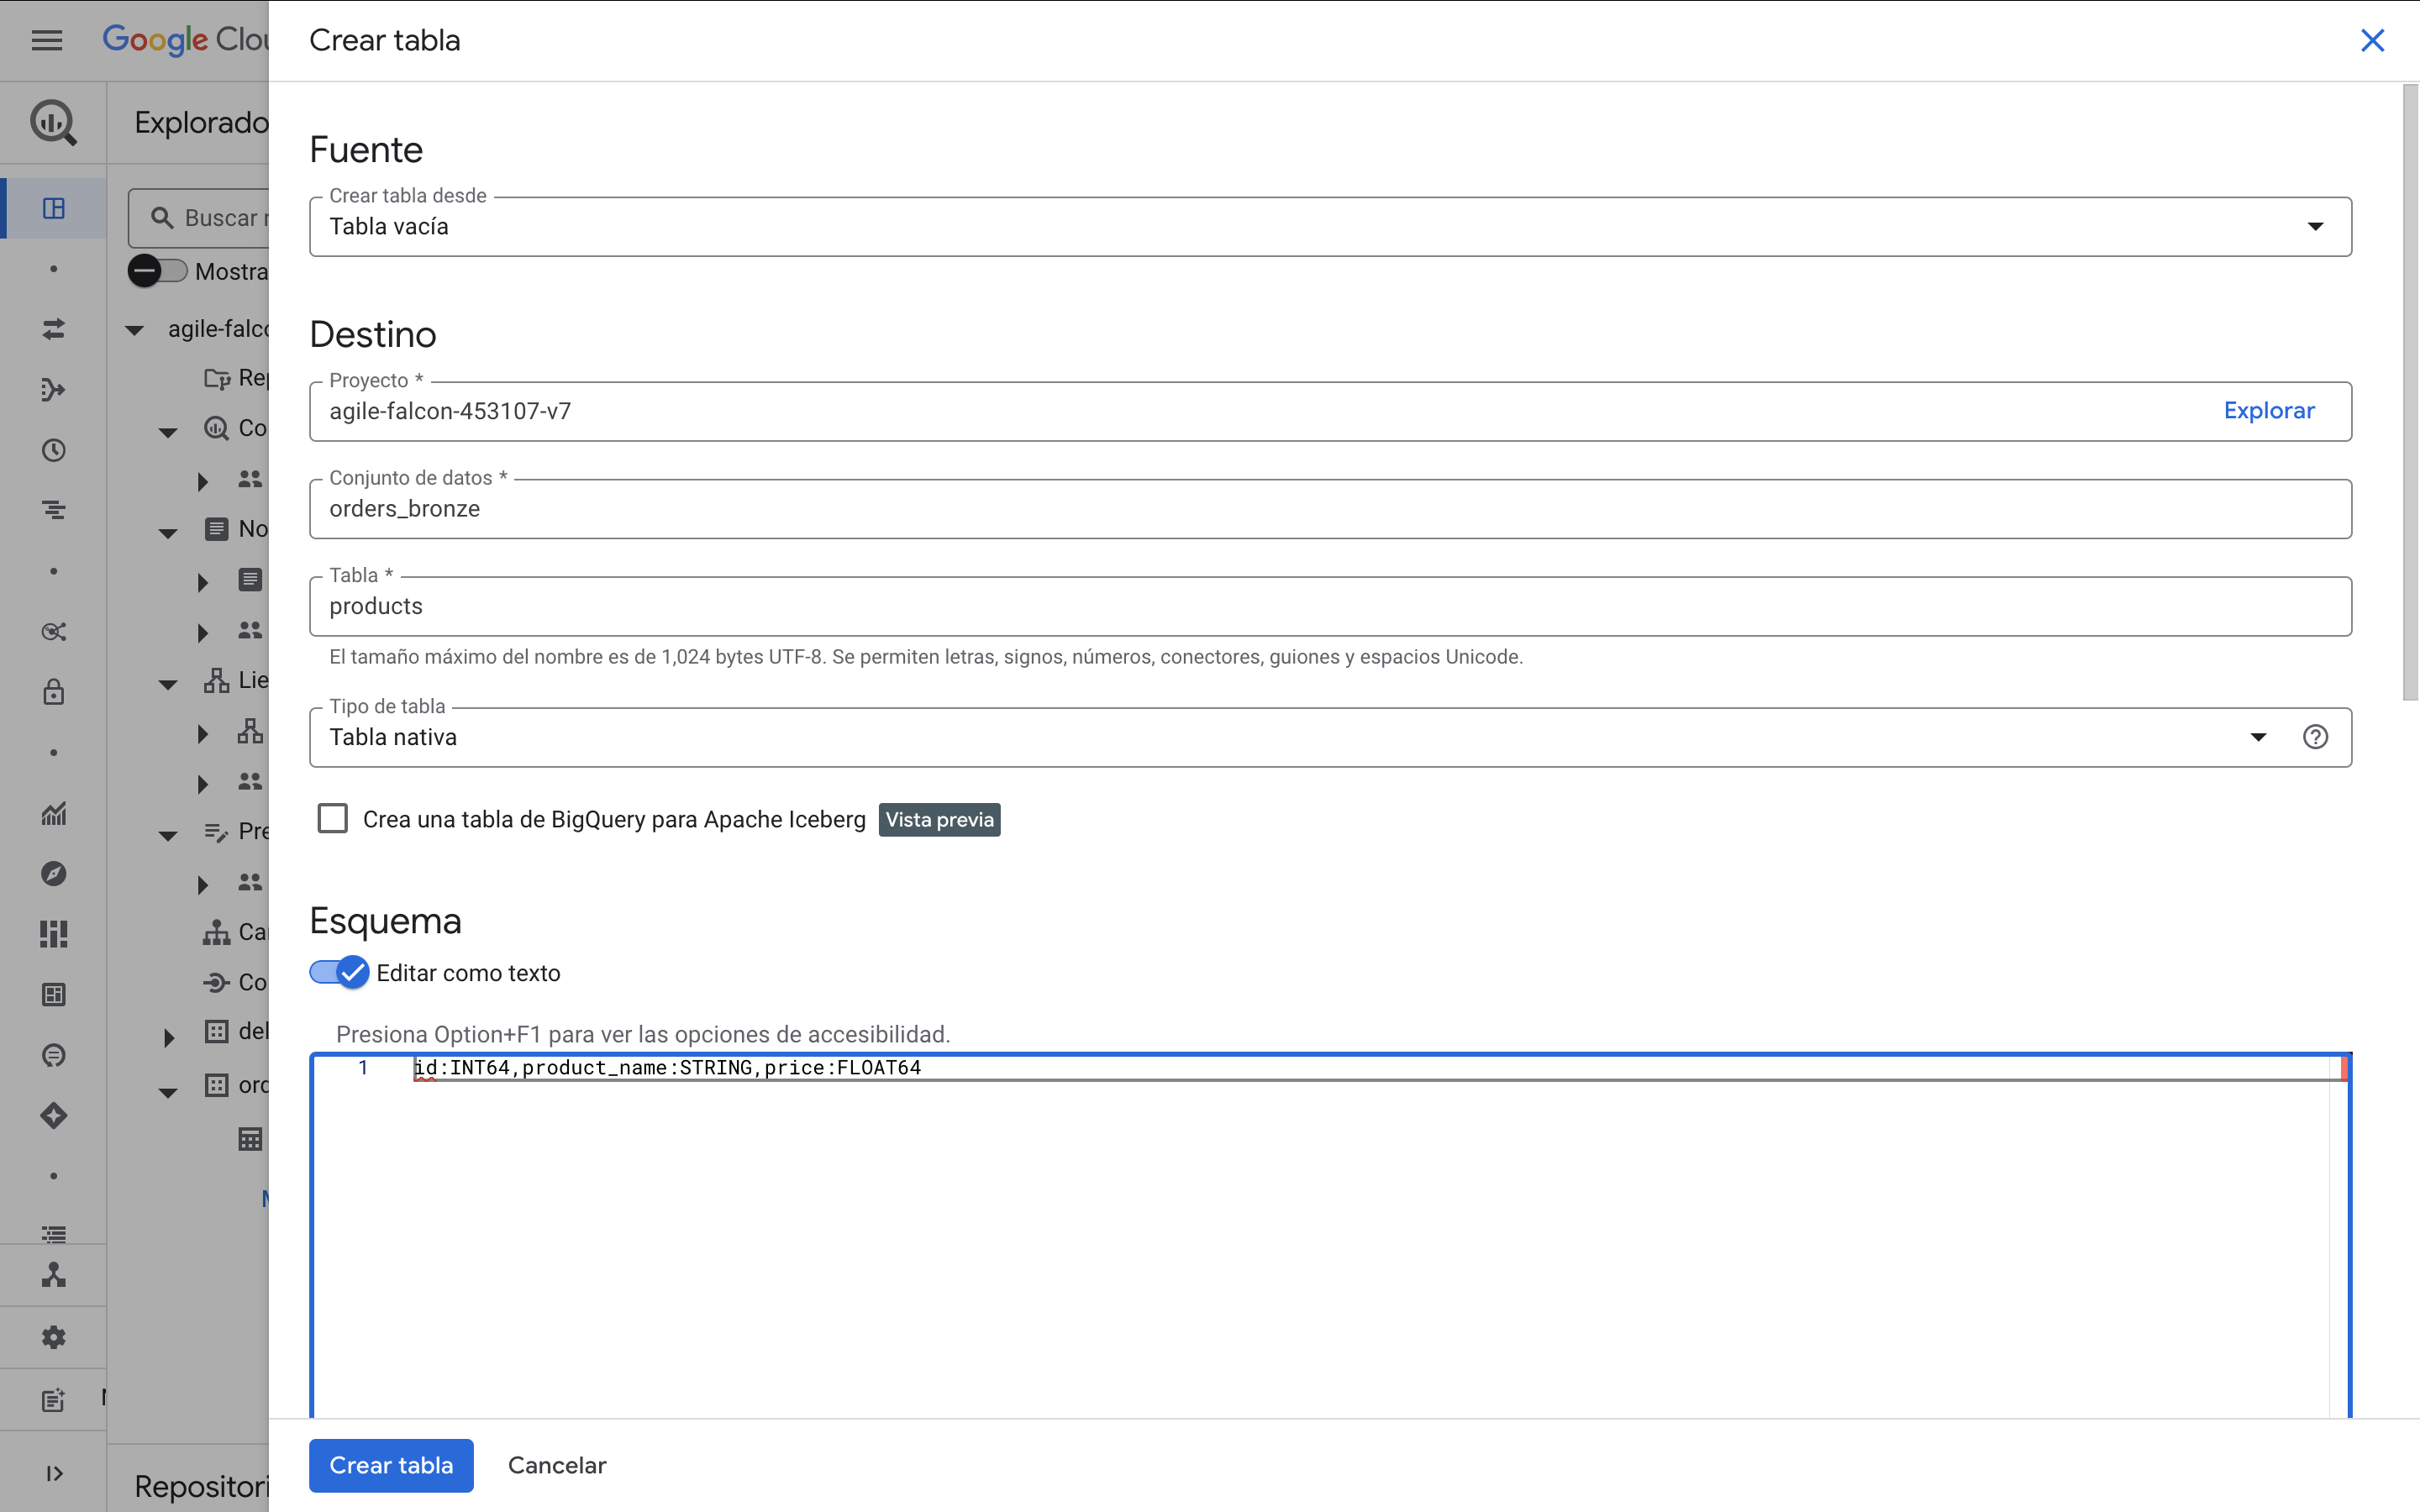 Google Clou
Crear tabla
Explorado
Buscar r
Mostra
agile-falco
Rep
Co
No
Lie
Pre
Ca
Co
del
ord
Repositori
Fuente
Crear tabla desde
Tabla vacía
Destino
Proyecto *
agile-falcon-453107-v7
Explorar
Conjunto de datos *
orders_bronze
Tabla *
products
El tamaño máximo del nombre es de 1,024 bytes UTF-8. Se permiten letras, signos, números, conectores, guiones y espacios Unicode.
Tipo de tabla
Tabla nativa
Crea una tabla de BigQuery para Apache Iceberg Vista previa
Esquema
Editar como texto
Presiona Option+F1 para ver las opciones de accesibilidad.
1 id:INT64,product_name:STRING,price:FLOAT64
Crear tabla Cancelar